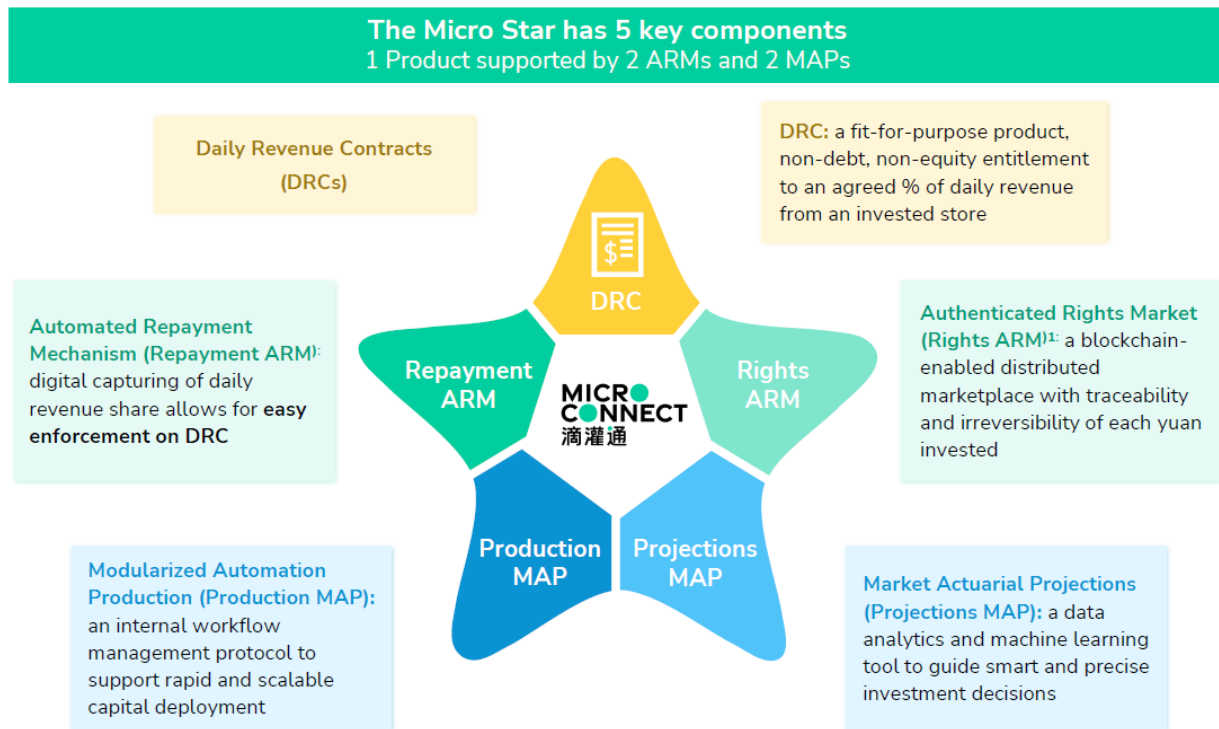 The Micro Star has 5 key components
1 Product supported by 2 ARMs and 2 MAPs
Daily Revenue Contracts
(DRCs)
DRC: a fit-for-purpose product,
non-debt, non-equity entitlement
to an agreed % of daily revenue
from an invested store
$
DRC
Automated Repayment
Mechanism (Repayment ARM):
digital capturing of daily
revenue share allows for easy
enforcement on DRC
Repayment
ARM
MICRO
CONNECT
滴灌通
Rights
ARM
Authenticated Rights Market
(Rights ARM)1: a blockchain-
enabled distributed
marketplace with traceability
and irreversibility of each yuan
invested
Modularized Automation
Production (Production MAP):
an internal workflow
management protocol to
support rapid and scalable
capital deployment
Production
MAP
Projections
MAP
Market Actuarial Projections
(Projections MAP): a data
analytics and machine learning
tool to guide smart and precise
investment decisions